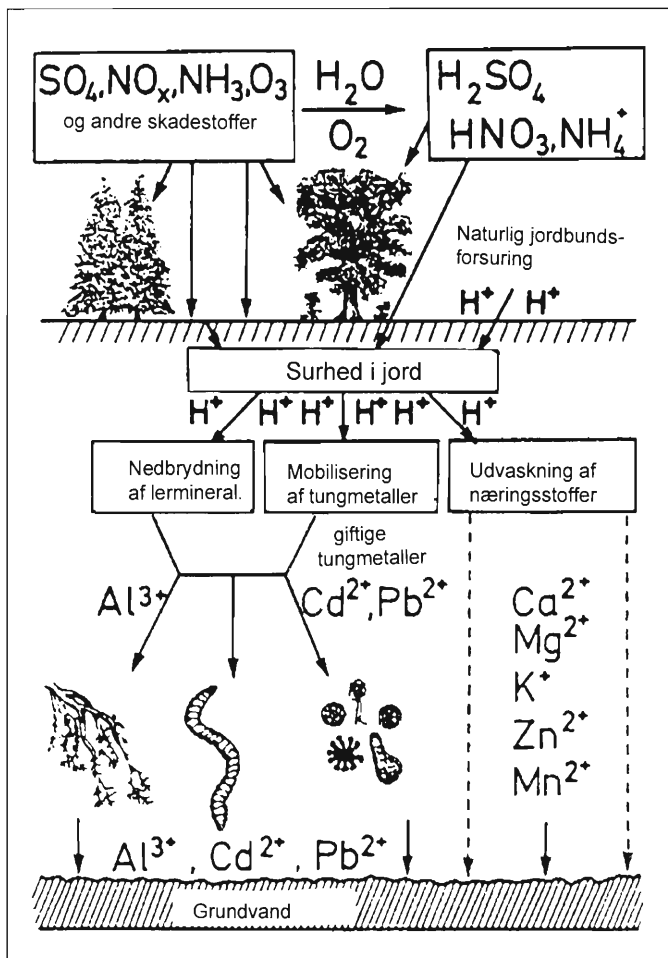 SO₄,NOₓ,NH₃,O₃
og andre skadestoffer
H₂O
O₂
H₂SO₄
HNO₃,NH₄⁺
Naturlig jordbunds-
forsuring
H⁺ H⁺
Surhed i jord
H⁺ H⁺ H⁺ H⁺ H⁺ H⁺
Nedbrydning
af lermineral.
Mobilisering
af tungmetaller
Udvaskning af
næringsstoffer
giftige
tungmetaller
Al³⁺
Cd²⁺,Pb²⁺
Ca²⁺
Mg²⁺
K⁺
Zn²⁺
Mn²⁺
Al³⁺ , Cd²⁺ , Pb²⁺
Grundvand